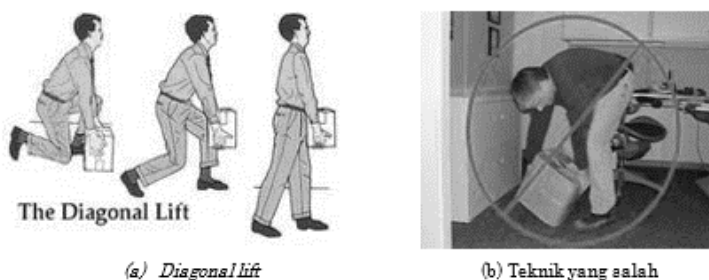 The Diagonal Lift
(a) Diagonal lift
(b) Teknik yang salah